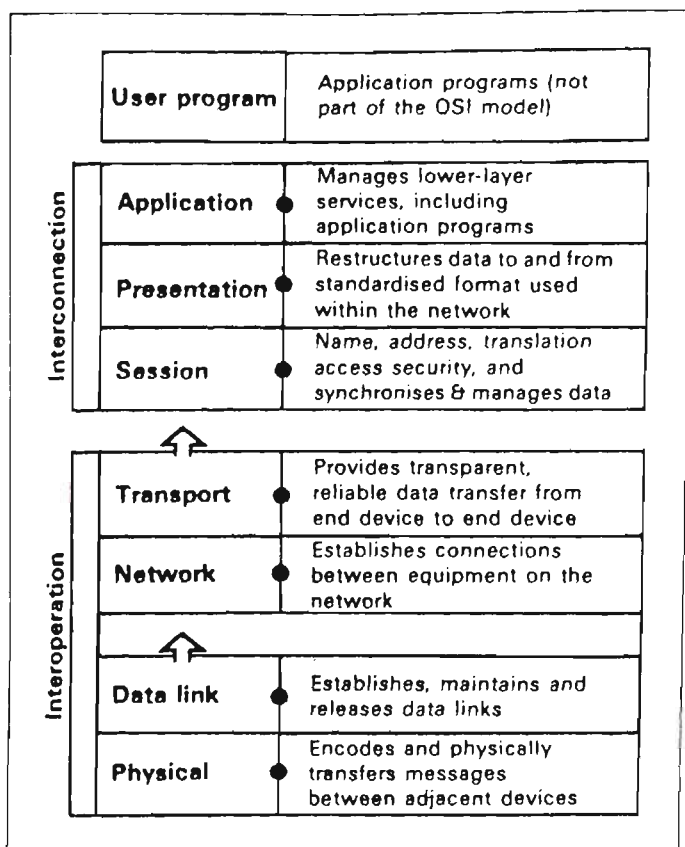 User program
Application programs (not
part of the OSI model)
Interconnection
Application
Manages lower-layer
services, including
application programs
Presentation
Restructures data to and from
standardised format used
within the network
Session
Name, address, translation
access security, and
synchronises & manages data
Interoperation
Transport
Provides transparent,
reliable data transfer from
end device to end device
Network
Establishes connections
between equipment on the
network
Data link
Establishes, maintains and
releases data links
Physical
Encodes and physically
transfers messages
between adjacent devices